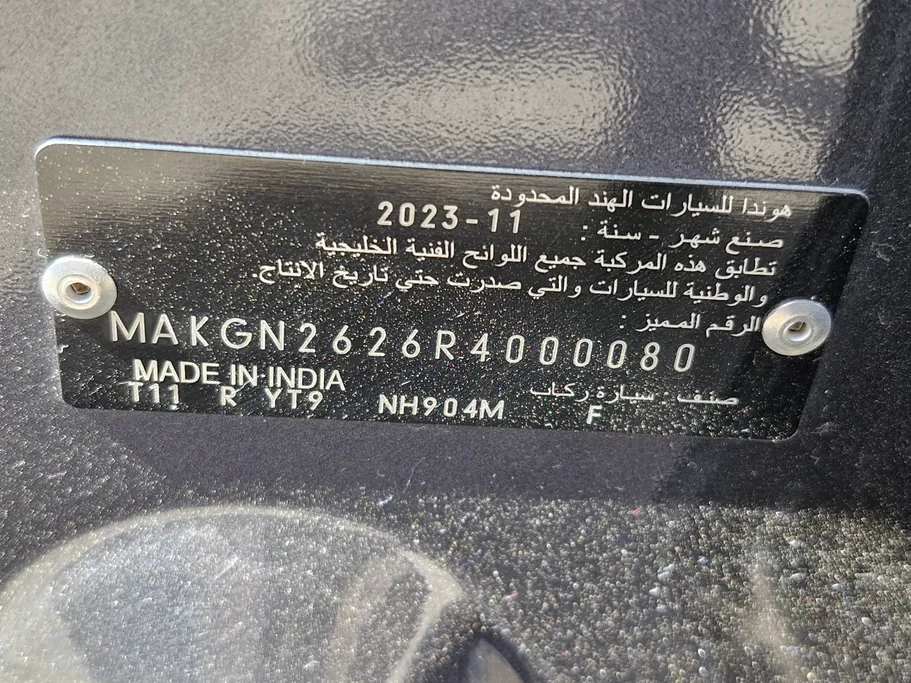 هوندا للسيارات الهند المحدودة
صنع شهر - سنة : 2023-11
تطابق هذه المركبة جميع اللوائح الفنية الخليجية
والوطنية للسيارات والتي صدرت حتي تاريخ الانتاج.
الرقم المميز :
MAKGN2626R4000080
MADE IN INDIA صنف : سيارة ركاب
T11 R YT9 NH904M F